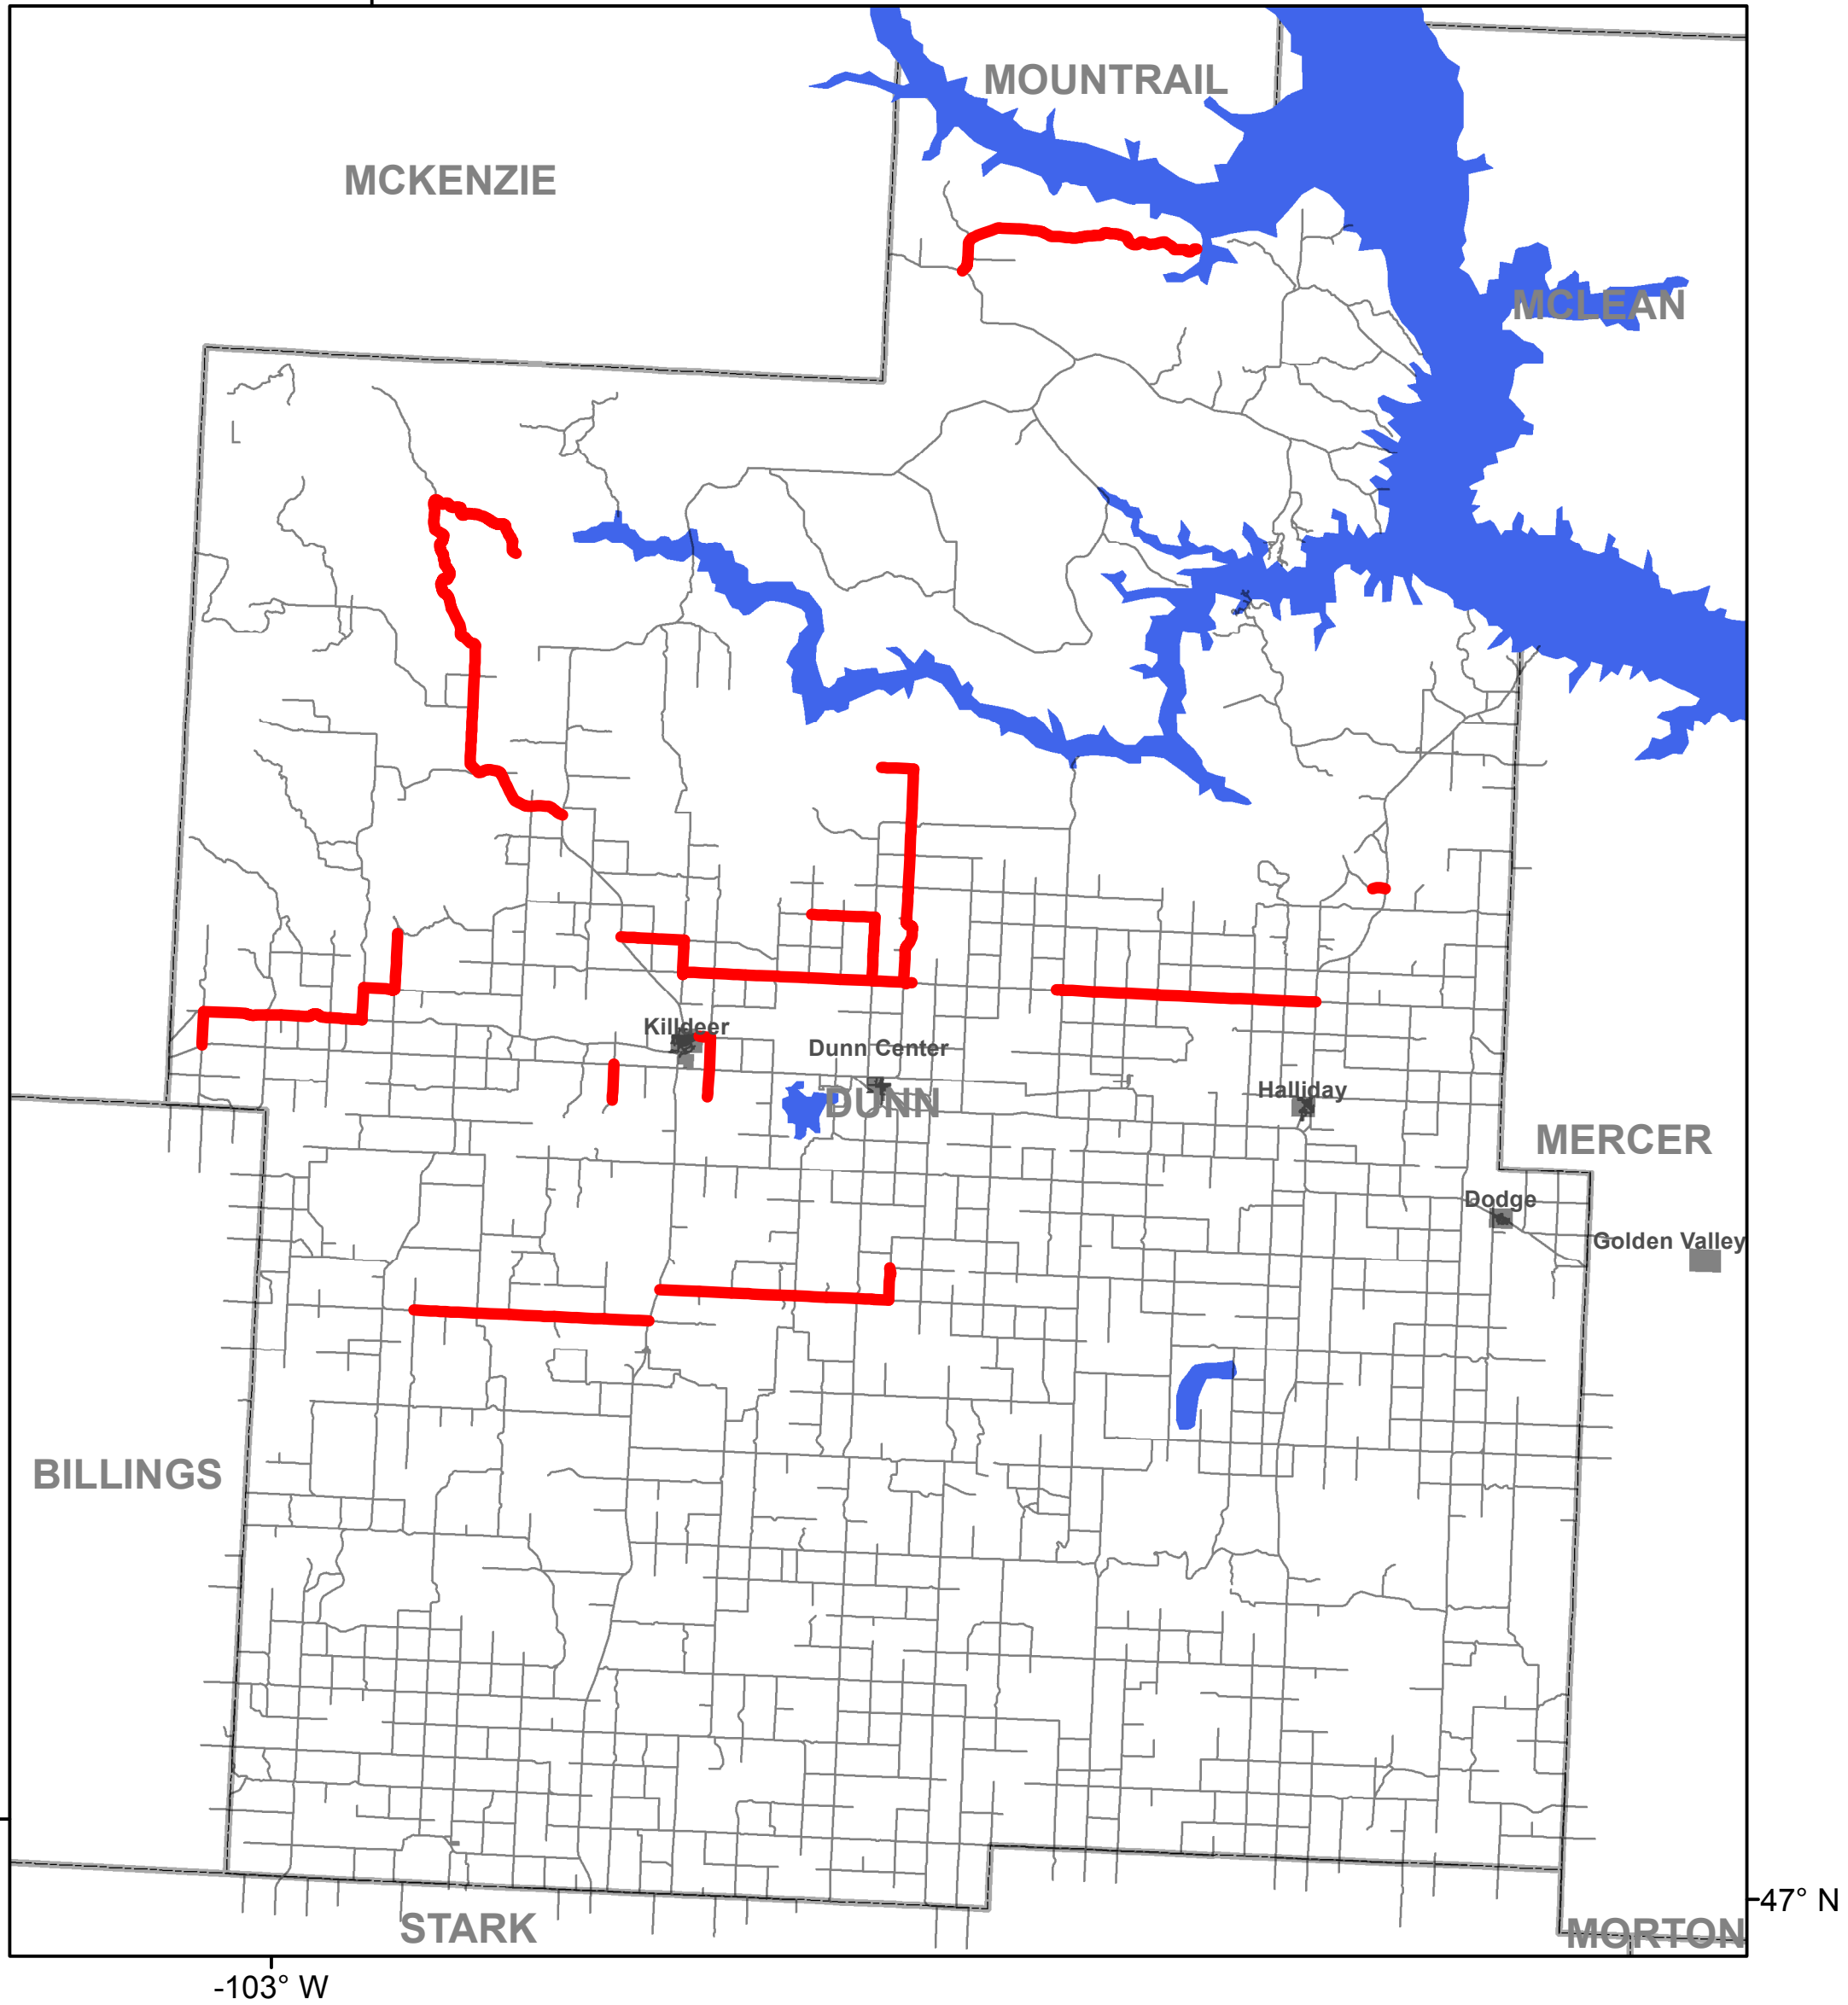 MOUNTRAIL
MCKENZIE
MCLEAN
Killdeer
Dunn Center
DUNN
Halliday
MERCER
Dodge
Golden Valley
BILLINGS
47° N
STARK
MORTON
-103° W